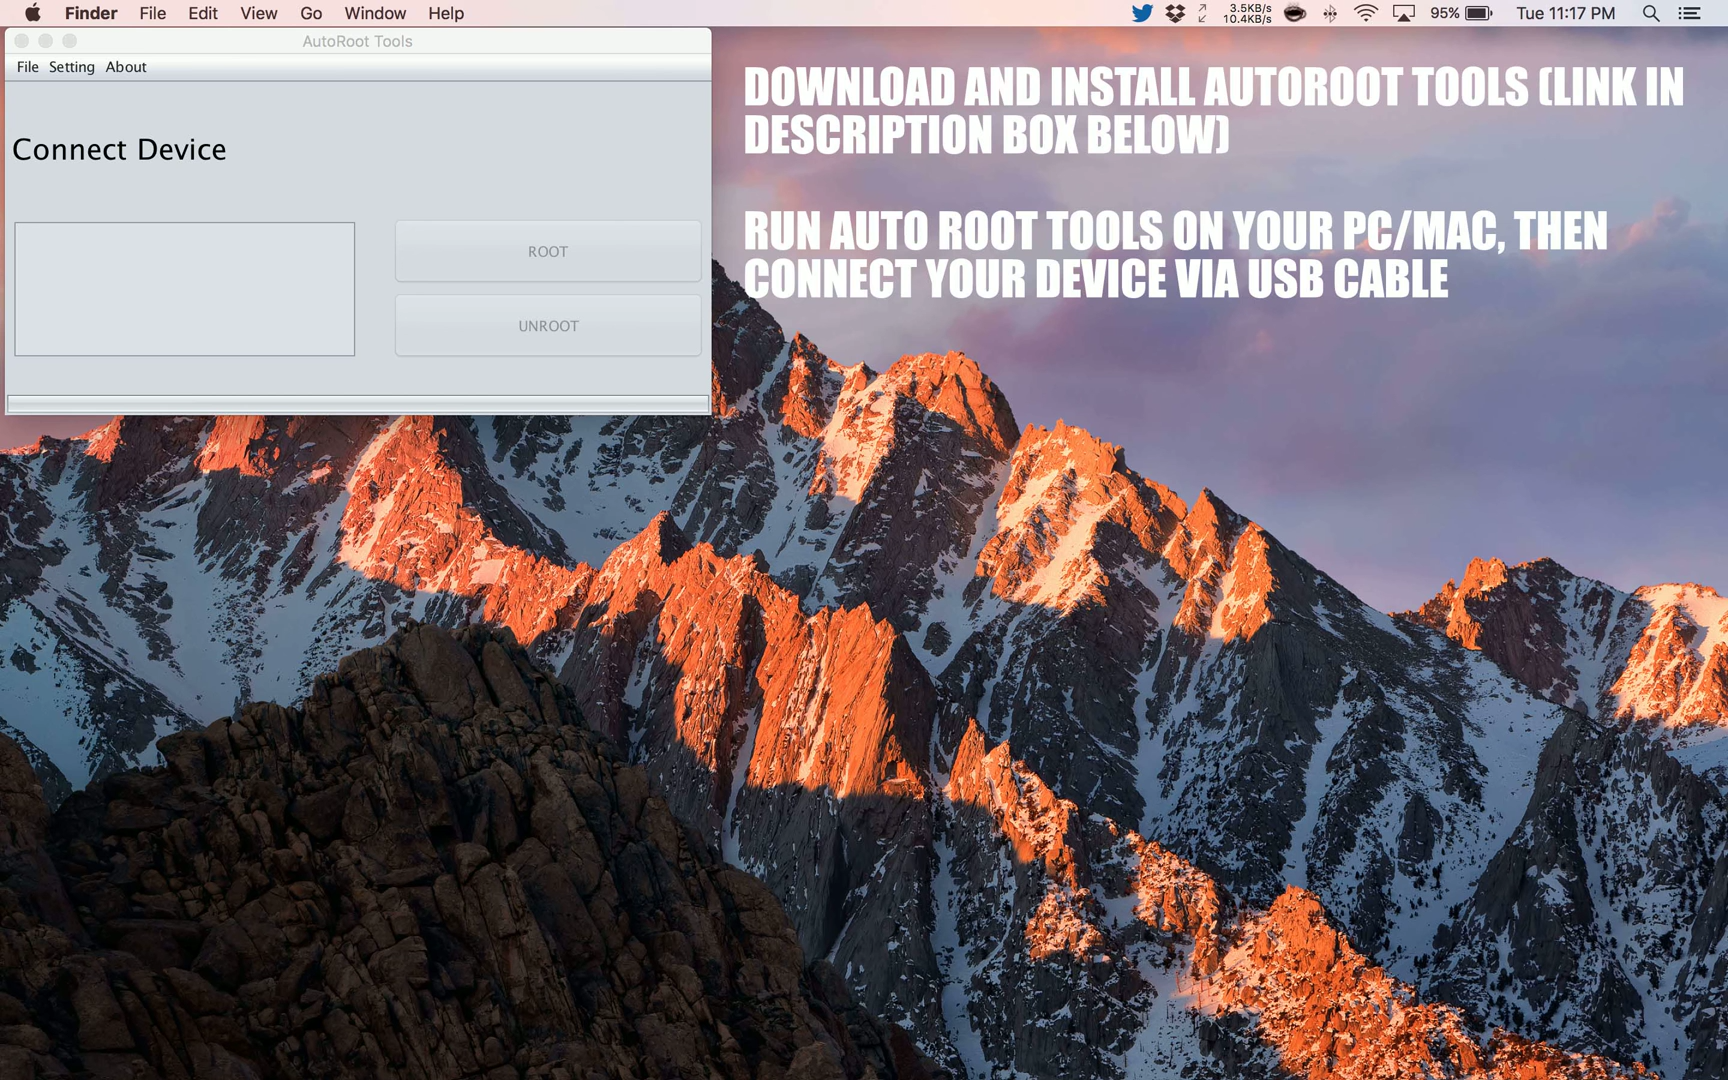 Finder File Edit View Go Window Help 3.5KB/s 95% Tue 11:17 PM
10.4KB/s
AutoRoot Tools
File Setting About
Connect Device
ROOT
UNROOT
DOWNLOAD AND INSTALL AUTOROOT TOOLS (LINK IN
DESCRIPTION BOX BELOW)
RUN AUTO ROOT TOOLS ON YOUR PC/MAC, THEN
CONNECT YOUR DEVICE VIA USB CABLE